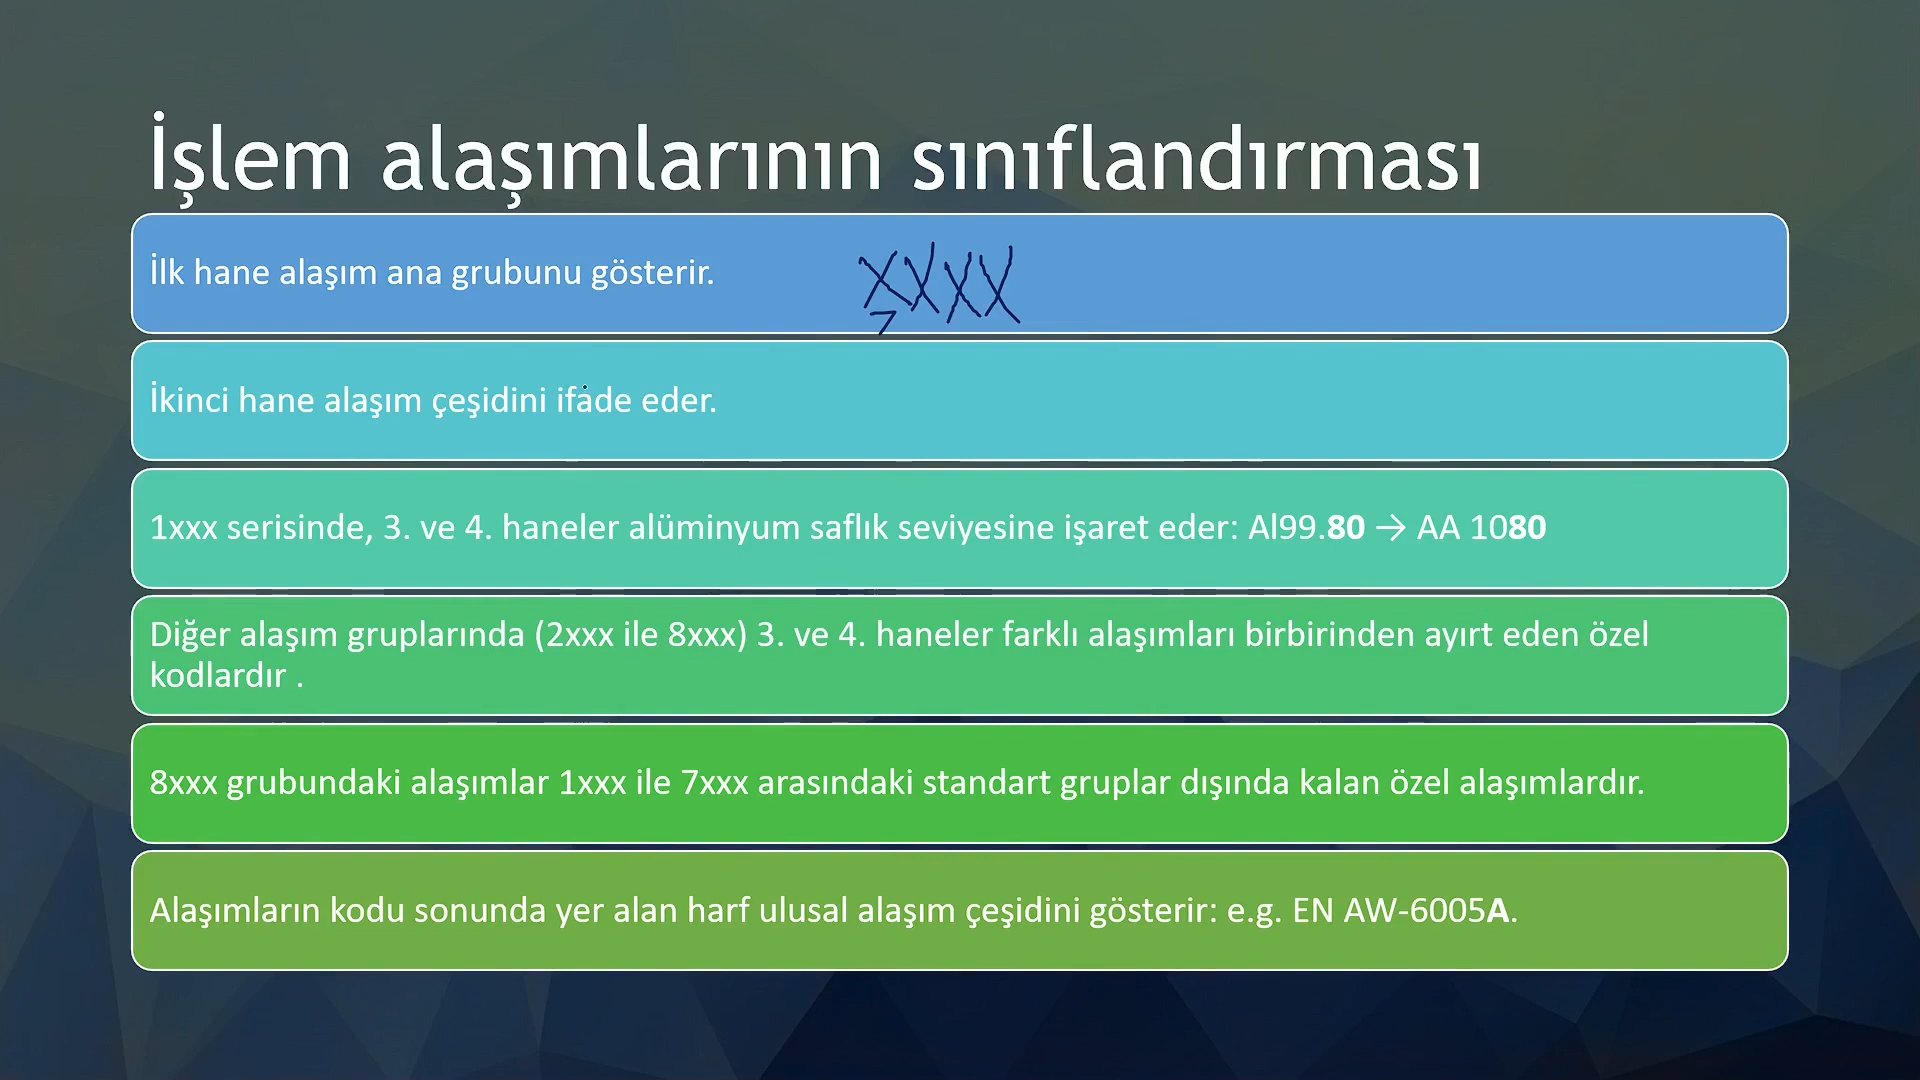 İşlem alaşımlarının sınıflandırması
İlk hane alaşım ana grubunu gösterir.
XXXX
7
İkinci hane alaşım çeşidini ifade eder.
1xxx serisinde, 3. ve 4. haneler alüminyum saflık seviyesine işaret eder: Al99.80 → AA 1080
Diğer alaşım gruplarında (2xxx ile 8xxx) 3. ve 4. haneler farklı alaşımları birbirinden ayırt eden özel
kodlardır .
8xxx grubundaki alaşımlar 1xxx ile 7xxx arasındaki standart gruplar dışında kalan özel alaşımlardır.
Alaşımların kodu sonunda yer alan harf ulusal alaşım çeşidini gösterir: e.g. EN AW-6005A.